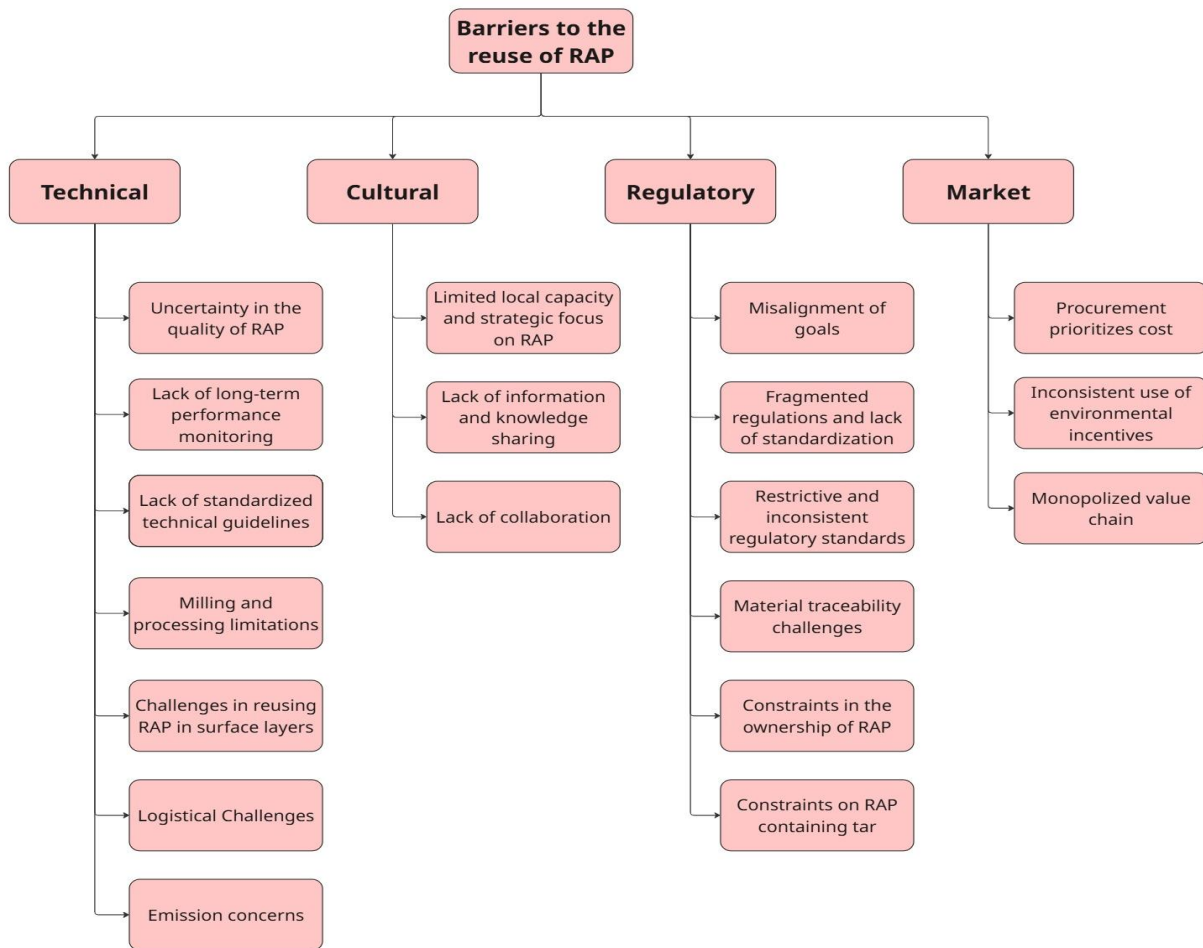 Barriers to the
reuse of RAP
Technical
Cultural
Regulatory
Market
Uncertainty in the
quality of RAP
Lack of long-term
performance
monitoring
Lack of standardized
technical guidelines
Milling and
processing limitations
Challenges in reusing
RAP in surface layers
Logistical Challenges
Emission concerns
Limited local capacity
and strategic focus
on RAP
Lack of information
and knowledge
sharing
Lack of collaboration
Misalignment of
goals
Fragmented
regulations and lack
of standardization
Restrictive and
inconsistent
regulatory standards
Material traceability
challenges
Constraints in the
ownership of RAP
Constraints on RAP
containing tar
Procurement
prioritizes cost
Inconsistent use of
environmental
incentives
Monopolized value
chain